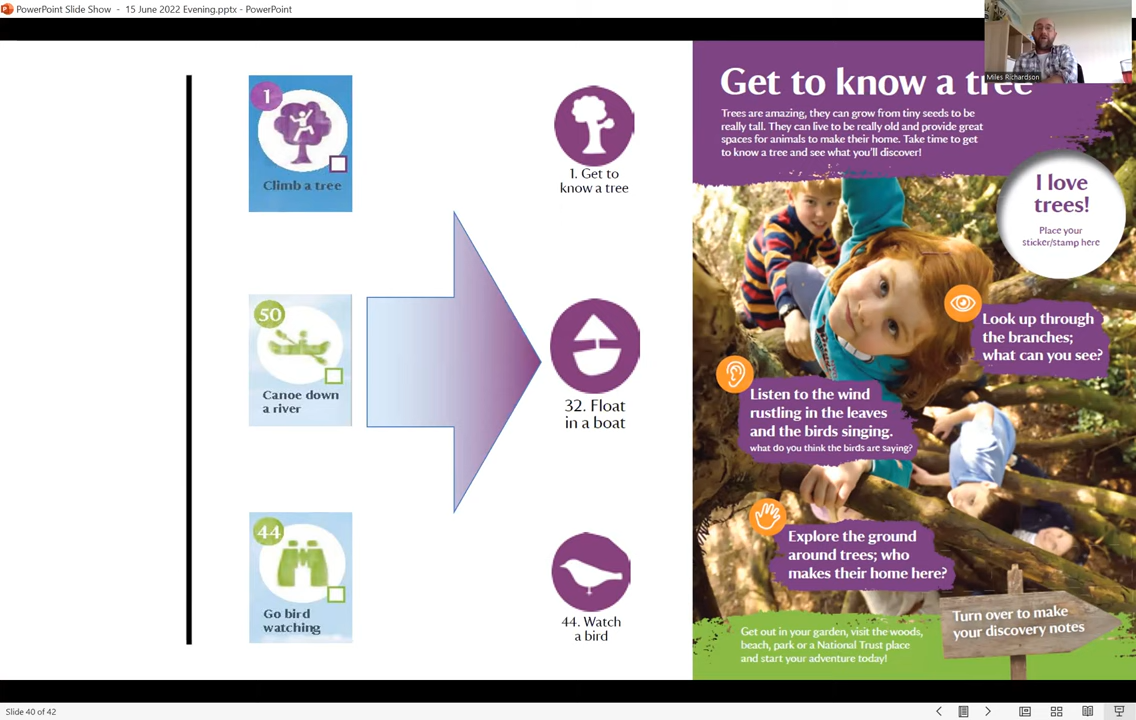 PowerPoint Slide Show - 15 June 2022 Evening.pptx - PowerPoint
Miles Richardson
1
Climb a tree
50
Canoe down
a river
44
Go bird
watching
1. Get to
know a tree
32. Float
in a boat
44. Watch
a bird
Get to know a tree
Trees are amazing, they can grow from tiny seeds to be
really tall. They can live to be really old and provide great
spaces for animals to make their home. Take time to get
to know a tree and see what you'll discover!
I love
trees!
Place your
sticker/stamp here
Look up through
the branches;
what can you see?
Listen to the wind
rustling in the leaves
and the birds singing.
what do you think the birds are saying?
Explore the ground
around trees; who
makes their home here?
Turn over to make
your discovery notes
Get out in your garden, visit the woods,
beach, park or a National Trust place
and start your adventure today!
Slide 40 of 42